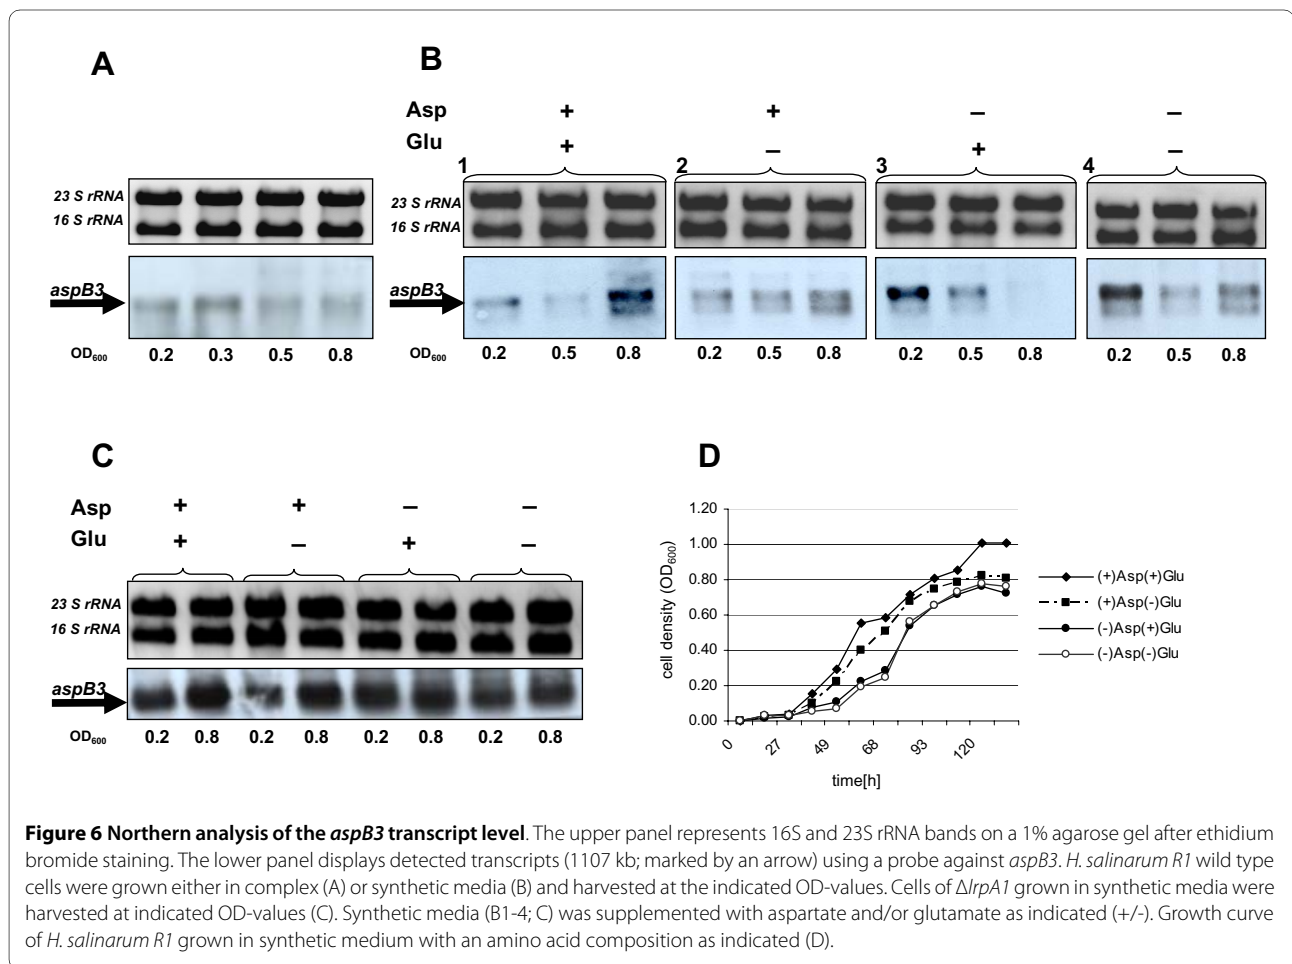 A
23 S rRNA
16 S rRNA
aspB3
OD600 0.2 0.3 0.5 0.8
B
Asp + + – –
Glu + – + –
1 2 3 4
23 S rRNA
16 S rRNA
aspB3
OD600 0.2 0.5 0.8 0.2 0.5 0.8 0.2 0.5 0.8 0.2 0.5 0.8
C
Asp + + – –
Glu + – + –
23 S rRNA
16 S rRNA
aspB3
OD600 0.2 0.8 0.2 0.8 0.2 0.8 0.2 0.8
D
cell density (OD600)
1.20
1.00
0.80
0.60
0.40
0.20
0.00
0 27 49 68 93 120
time[h]
(+)Asp(+)Glu
(+)Asp(-)Glu
(-)Asp(+)Glu
(-)Asp(-)Glu
Figure 6 Northern analysis of the aspB3 transcript level. The upper panel represents 16S and 23S rRNA bands on a 1% agarose gel after ethidium
bromide staining. The lower panel displays detected transcripts (1107 kb; marked by an arrow) using a probe against aspB3. H. salinarum R1 wild type
cells were grown either in complex (A) or synthetic media (B) and harvested at the indicated OD-values. Cells of ΔlrpA1 grown in synthetic media were
harvested at indicated OD-values (C). Synthetic media (B1-4; C) was supplemented with aspartate and/or glutamate as indicated (+/-). Growth curve
of H. salinarum R1 grown in synthetic medium with an amino acid composition as indicated (D).